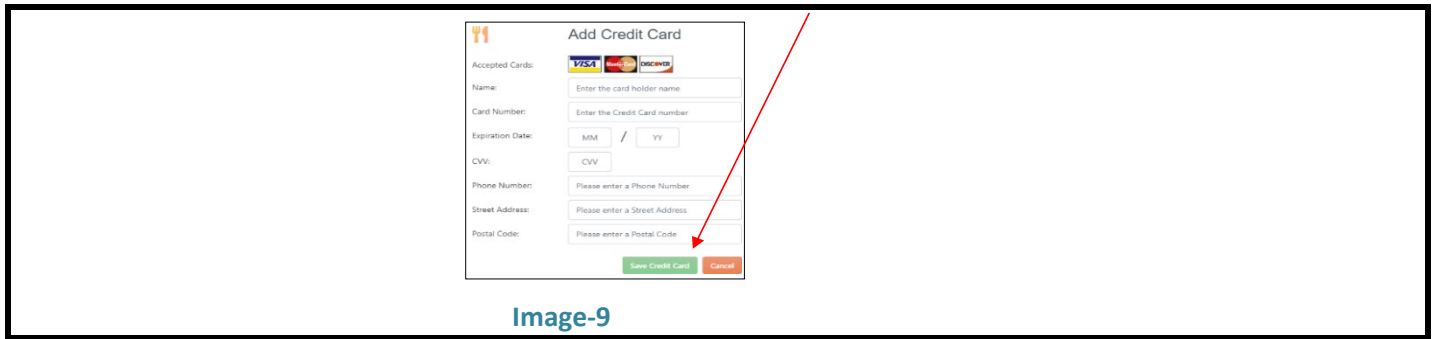 Add Credit Card
Accepted Cards: VISA MasterCard DISCOVER
Name: Enter the card holder name
Card Number: Enter the Credit Card number
Expiration Date: MM / YY
CVV: CVV
Phone Number: Please enter a Phone Number
Street Address: Please enter a Street Address
Postal Code: Please enter a Postal Code
Save Credit Card Cancel
Image-9